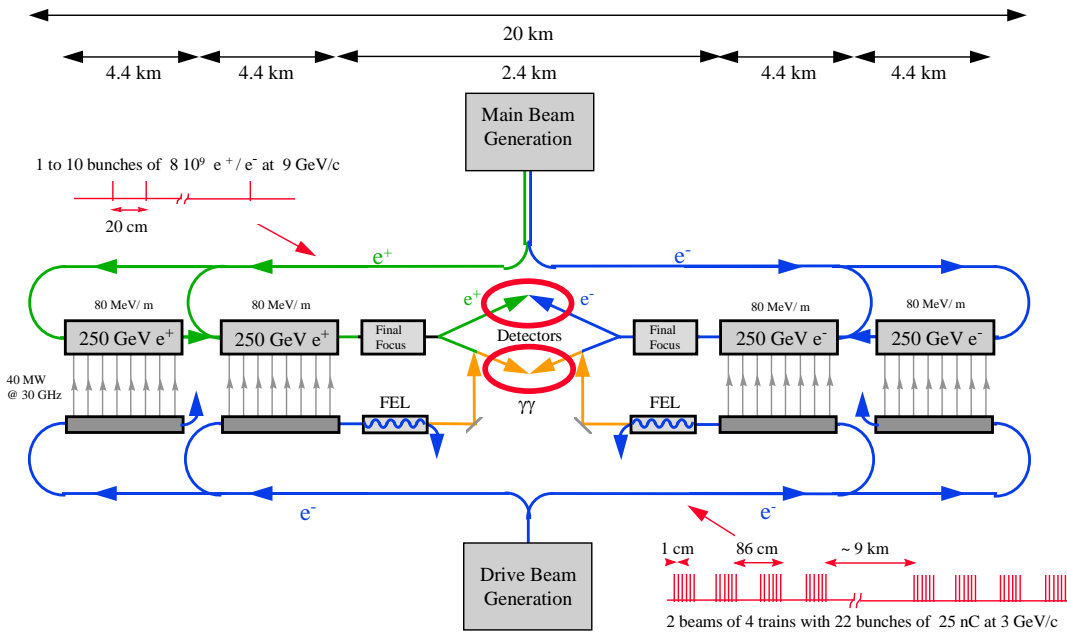 20 km
4.4 km
4.4 km
2.4 km
4.4 km
4.4 km
Main Beam
Generation
1 to 10 bunches of 8 10⁹ e⁺/e⁻ at 9 GeV/c
20 cm
e⁺
e⁻
80 MeV/ m
80 MeV/ m
e⁺
e⁻
80 MeV/ m
80 MeV/ m
250 GeV e⁺
250 GeV e⁺
Final
Focus
Detectors
Final
Focus
250 GeV e⁻
250 GeV e⁻
40 MW
@ 30 GHz
FEL
γγ
FEL
e⁻
e⁻
Drive Beam
Generation
1 cm
86 cm
~ 9 km
2 beams of 4 trains with 22 bunches of 25 nC at 3 GeV/c